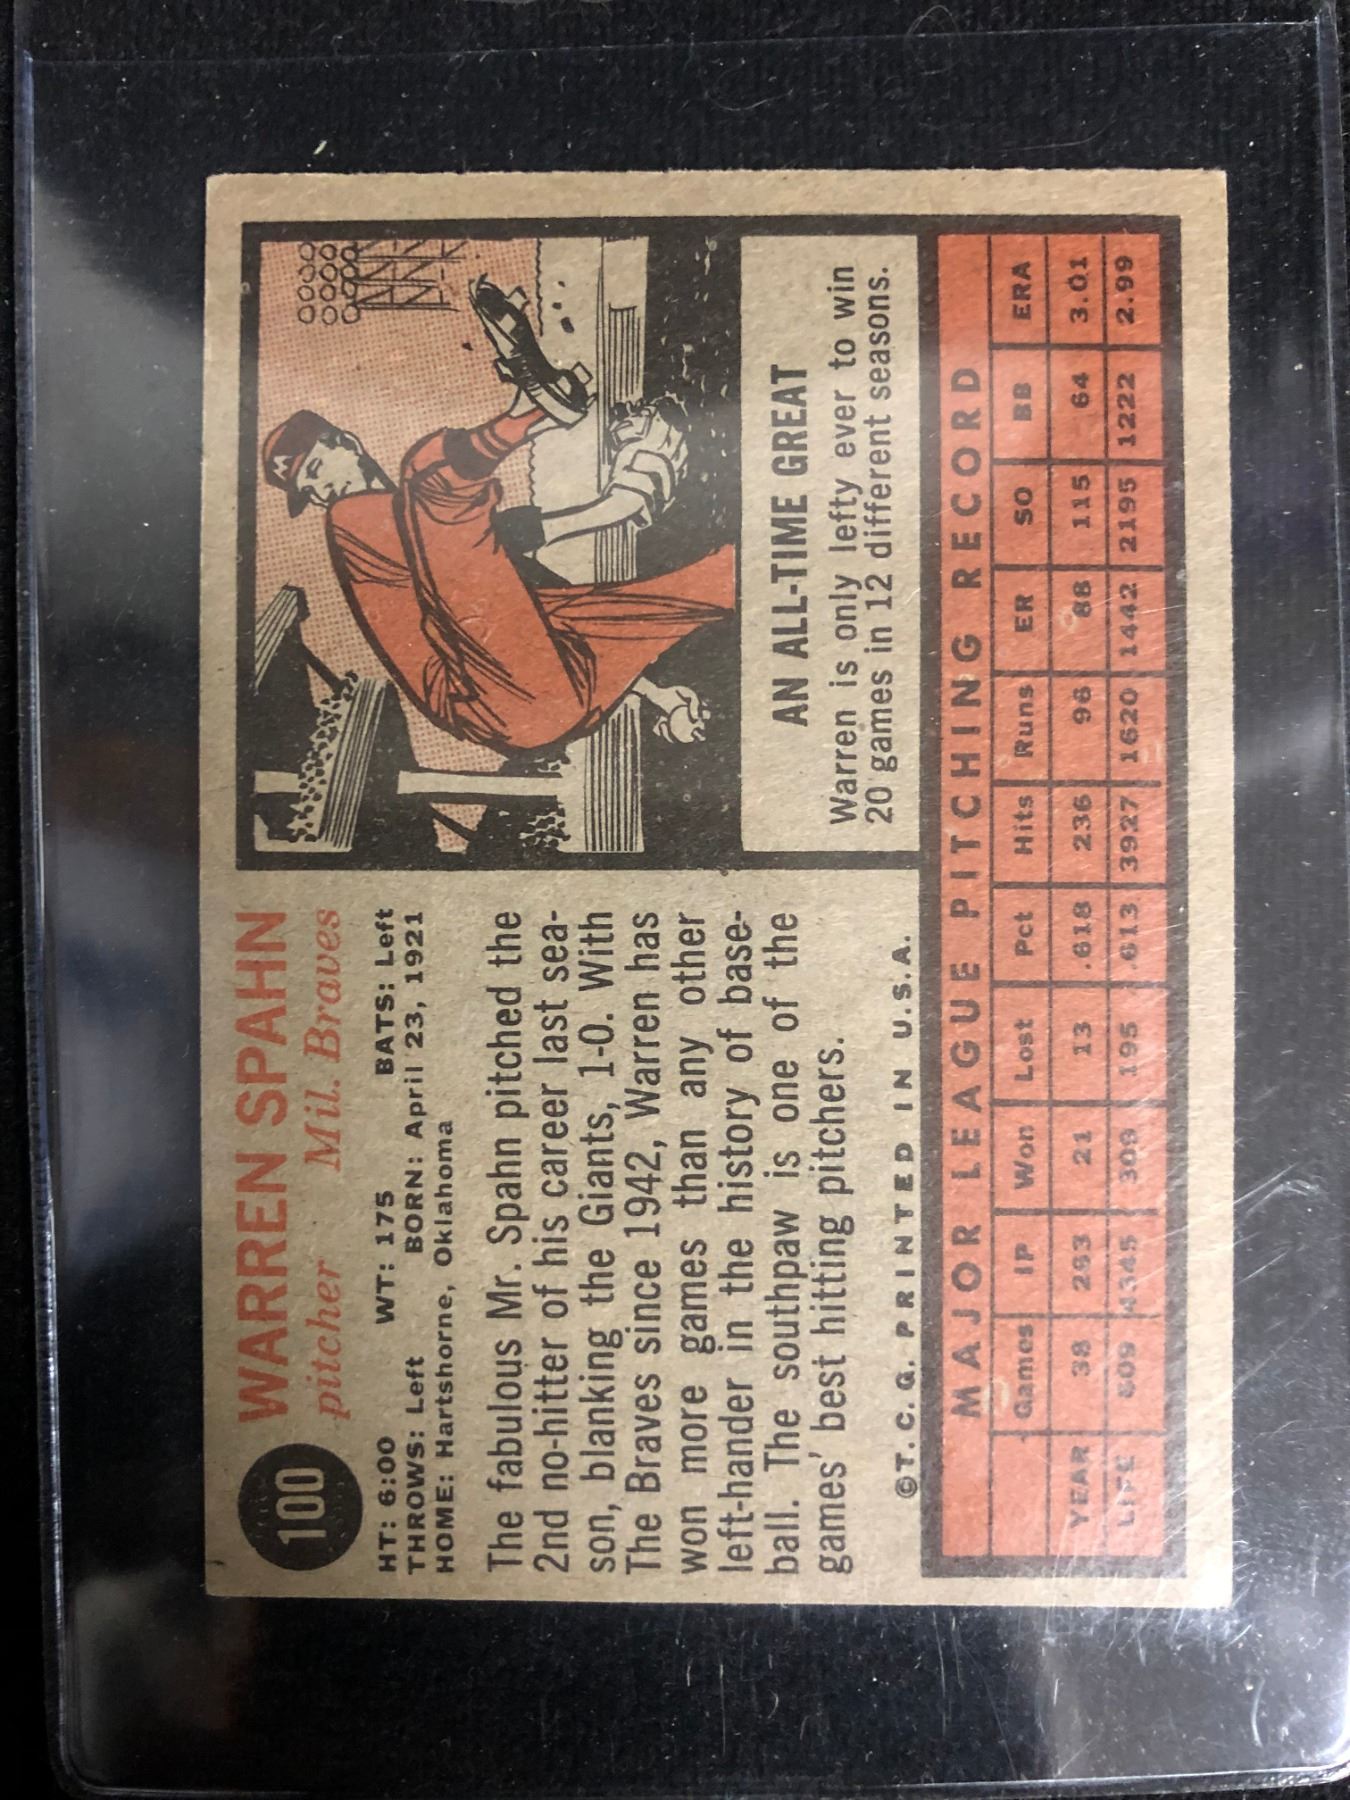 100
WARREN SPAHN
pitcher Mil. Braves
HT: 6:00 WT: 175 BATS: Left
THROWS: Left BORN: April 23, 1921
HOME: Hartshorne, Oklahoma
The fabulous Mr. Spahn pitched the
2nd no-hitter of his career last sea-
son, blanking the Giants, 1-0. With
The Braves since 1942, Warren has
won more games than any other
left-hander in the history of base-
ball. The southpaw is one of the
games' best hitting pitchers.
©T. C. G. PRINTED IN U.S.A.
M
AN ALL-TIME GREAT
Warren is only lefty ever to win
20 games in 12 different seasons.
MAJOR LEAGUE PITCHING RECORD
Games IP Won Lost Pct Hits Runs ER SO BB ERA
YEAR 38 263 21 13 .618 236 96 88 115 64 3.01
LIFE 609 4345 309 195 .613 3927 1620 1442 2195 1222 2.99